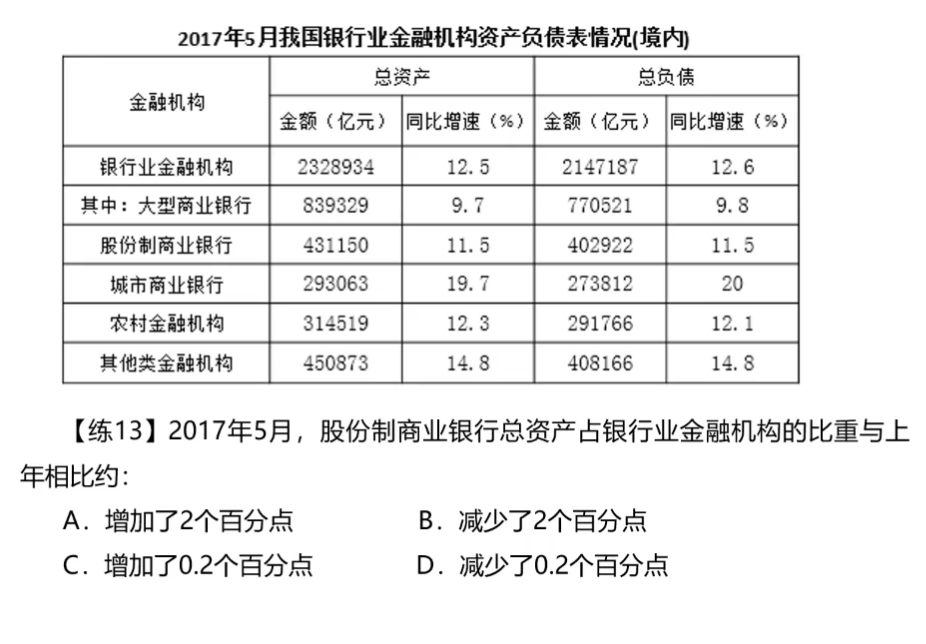 2017年5月我国银行业金融机构资产负债表情况(境内)
金融机构 总资产 总负债
金额（亿元） 同比增速（%） 金额（亿元） 同比增速（%）
银行业金融机构 2328934 12.5 2147187 12.6
其中：大型商业银行 839329 9.7 770521 9.8
股份制商业银行 431150 11.5 402922 11.5
城市商业银行 293063 19.7 273812 20
农村金融机构 314519 12.3 291766 12.1
其他类金融机构 450873 14.8 408166 14.8
【练13】2017年5月，股份制商业银行总资产占银行业金融机构的比重与上
年相比约：
A．增加了2个百分点 B．减少了2个百分点
C．增加了0.2个百分点 D．减少了0.2个百分点